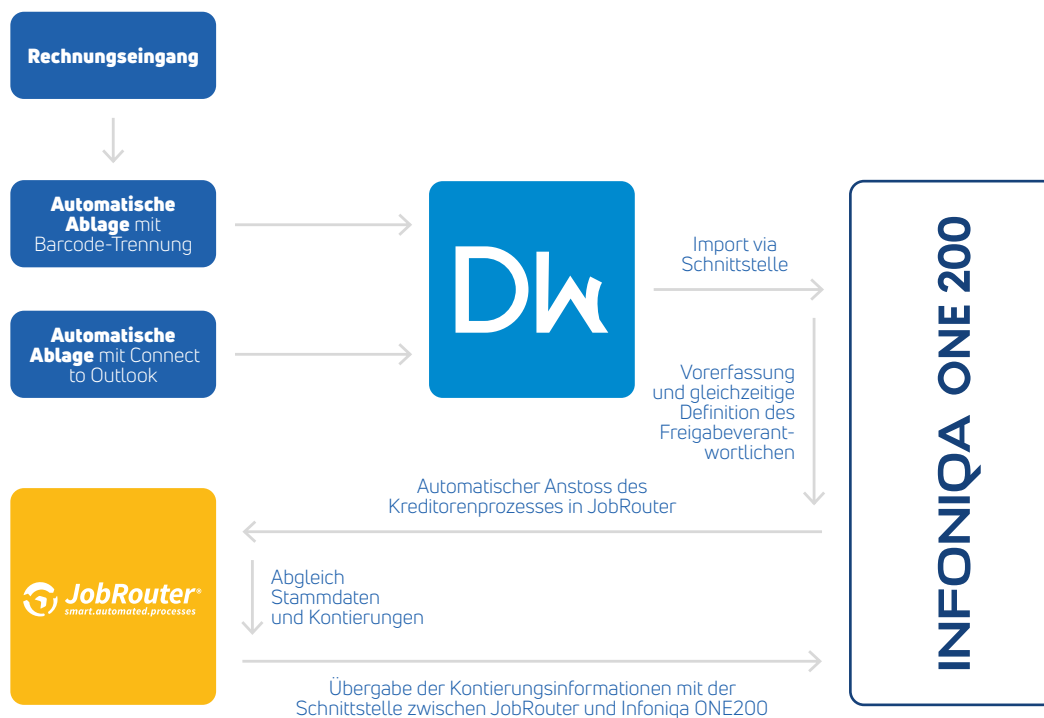 Rechnungseingang
Automatische
Ablage mit
Barcode-Trennung
Automatische
Ablage mit Connect
to Outlook
DW
Import via
Schnittstelle
Vorerfassung
und gleichzeitige
Definition des
Freigabeverant-
wortlichen
INFONIQA ONE 200
Automatischer Anstoss des
Kreditorenprozesses in JobRouter
JobRouter®
smart.automated.processes
Abgleich
Stammdaten
und Kontierungen
Übergabe der Kontierungsinformationen mit der
Schnittstelle zwischen JobRouter und Infoniqa ONE200